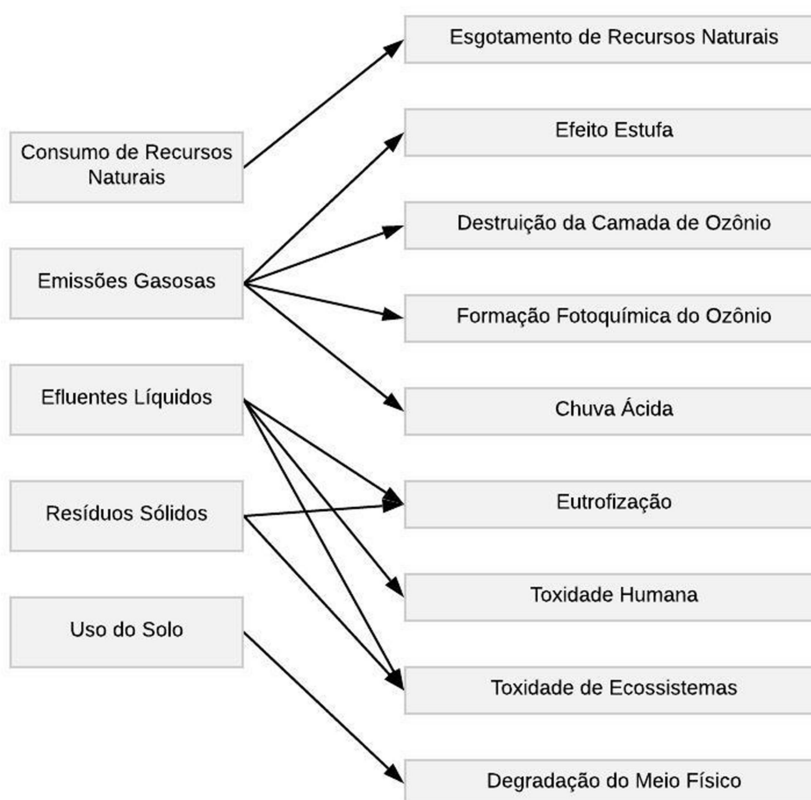 Consumo de Recursos
Naturais
Emissões Gasosas
Efluentes Líquidos
Resíduos Sólidos
Uso do Solo
Esgotamento de Recursos Naturais
Efeito Estufa
Destruição da Camada de Ozônio
Formação Fotoquímica do Ozônio
Chuva Ácida
Eutrofização
Toxidade Humana
Toxidade de Ecossistemas
Degradação do Meio Físico